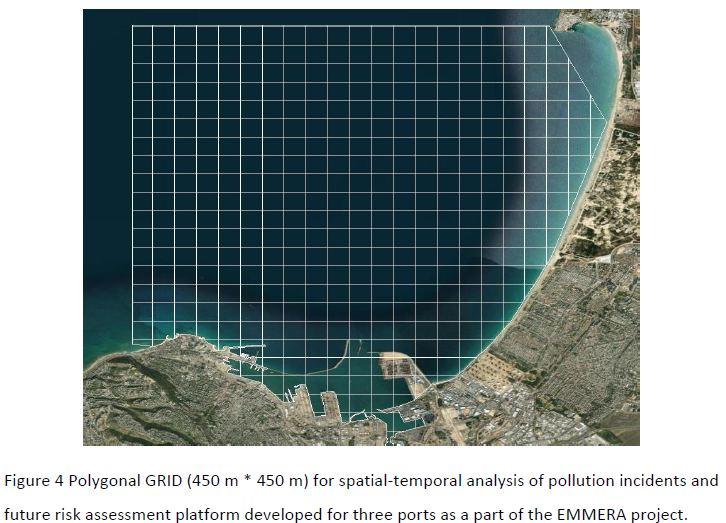 Figure 4 Polygonal GRID (450 m * 450 m) for spatial-temporal analysis of pollution incidents and
future risk assessment platform developed for three ports as a part of the EMMERA project.